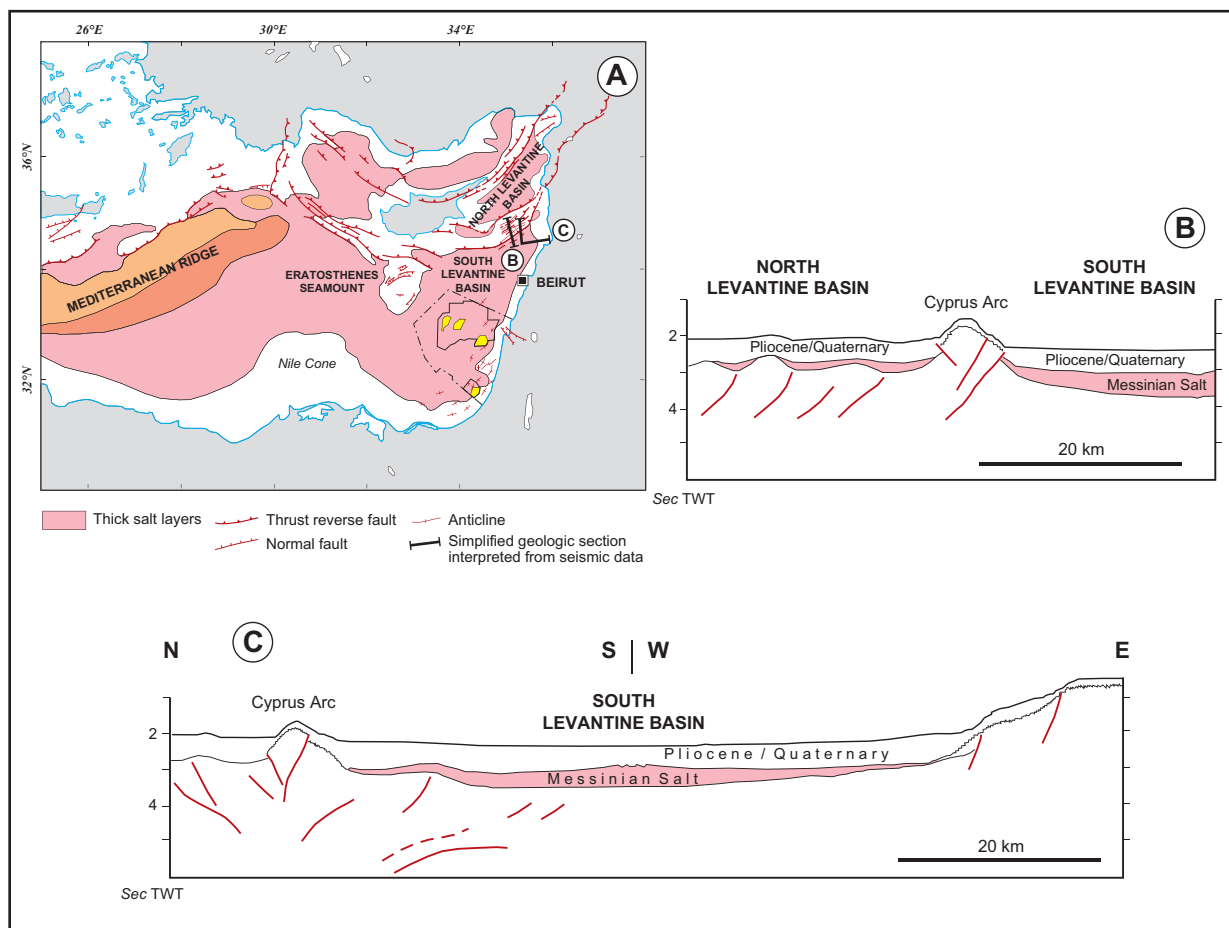 26°E
30°E
34°E
36°N
32°N
A
NORTH LEVANTINE
BASIN
C
B
MEDITERRANEAN RIDGE
ERATOSTHENES
SEAMOUNT
SOUTH
LEVANTINE
BASIN
BEIRUT
Nile Cone
Thick salt layers
Thrust reverse fault
Normal fault
Anticline
Simplified geologic section
interpreted from seismic data
B
NORTH
LEVANTINE BASIN
SOUTH
LEVANTINE BASIN
Cyprus Arc
2
Pliocene/Quaternary
Pliocene/Quaternary
Messinian Salt
4
20 km
Sec TWT
N
C
S
W
E
Cyprus Arc
SOUTH
LEVANTINE BASIN
2
Pliocene / Quaternary
Messinian Salt
4
20 km
Sec TWT